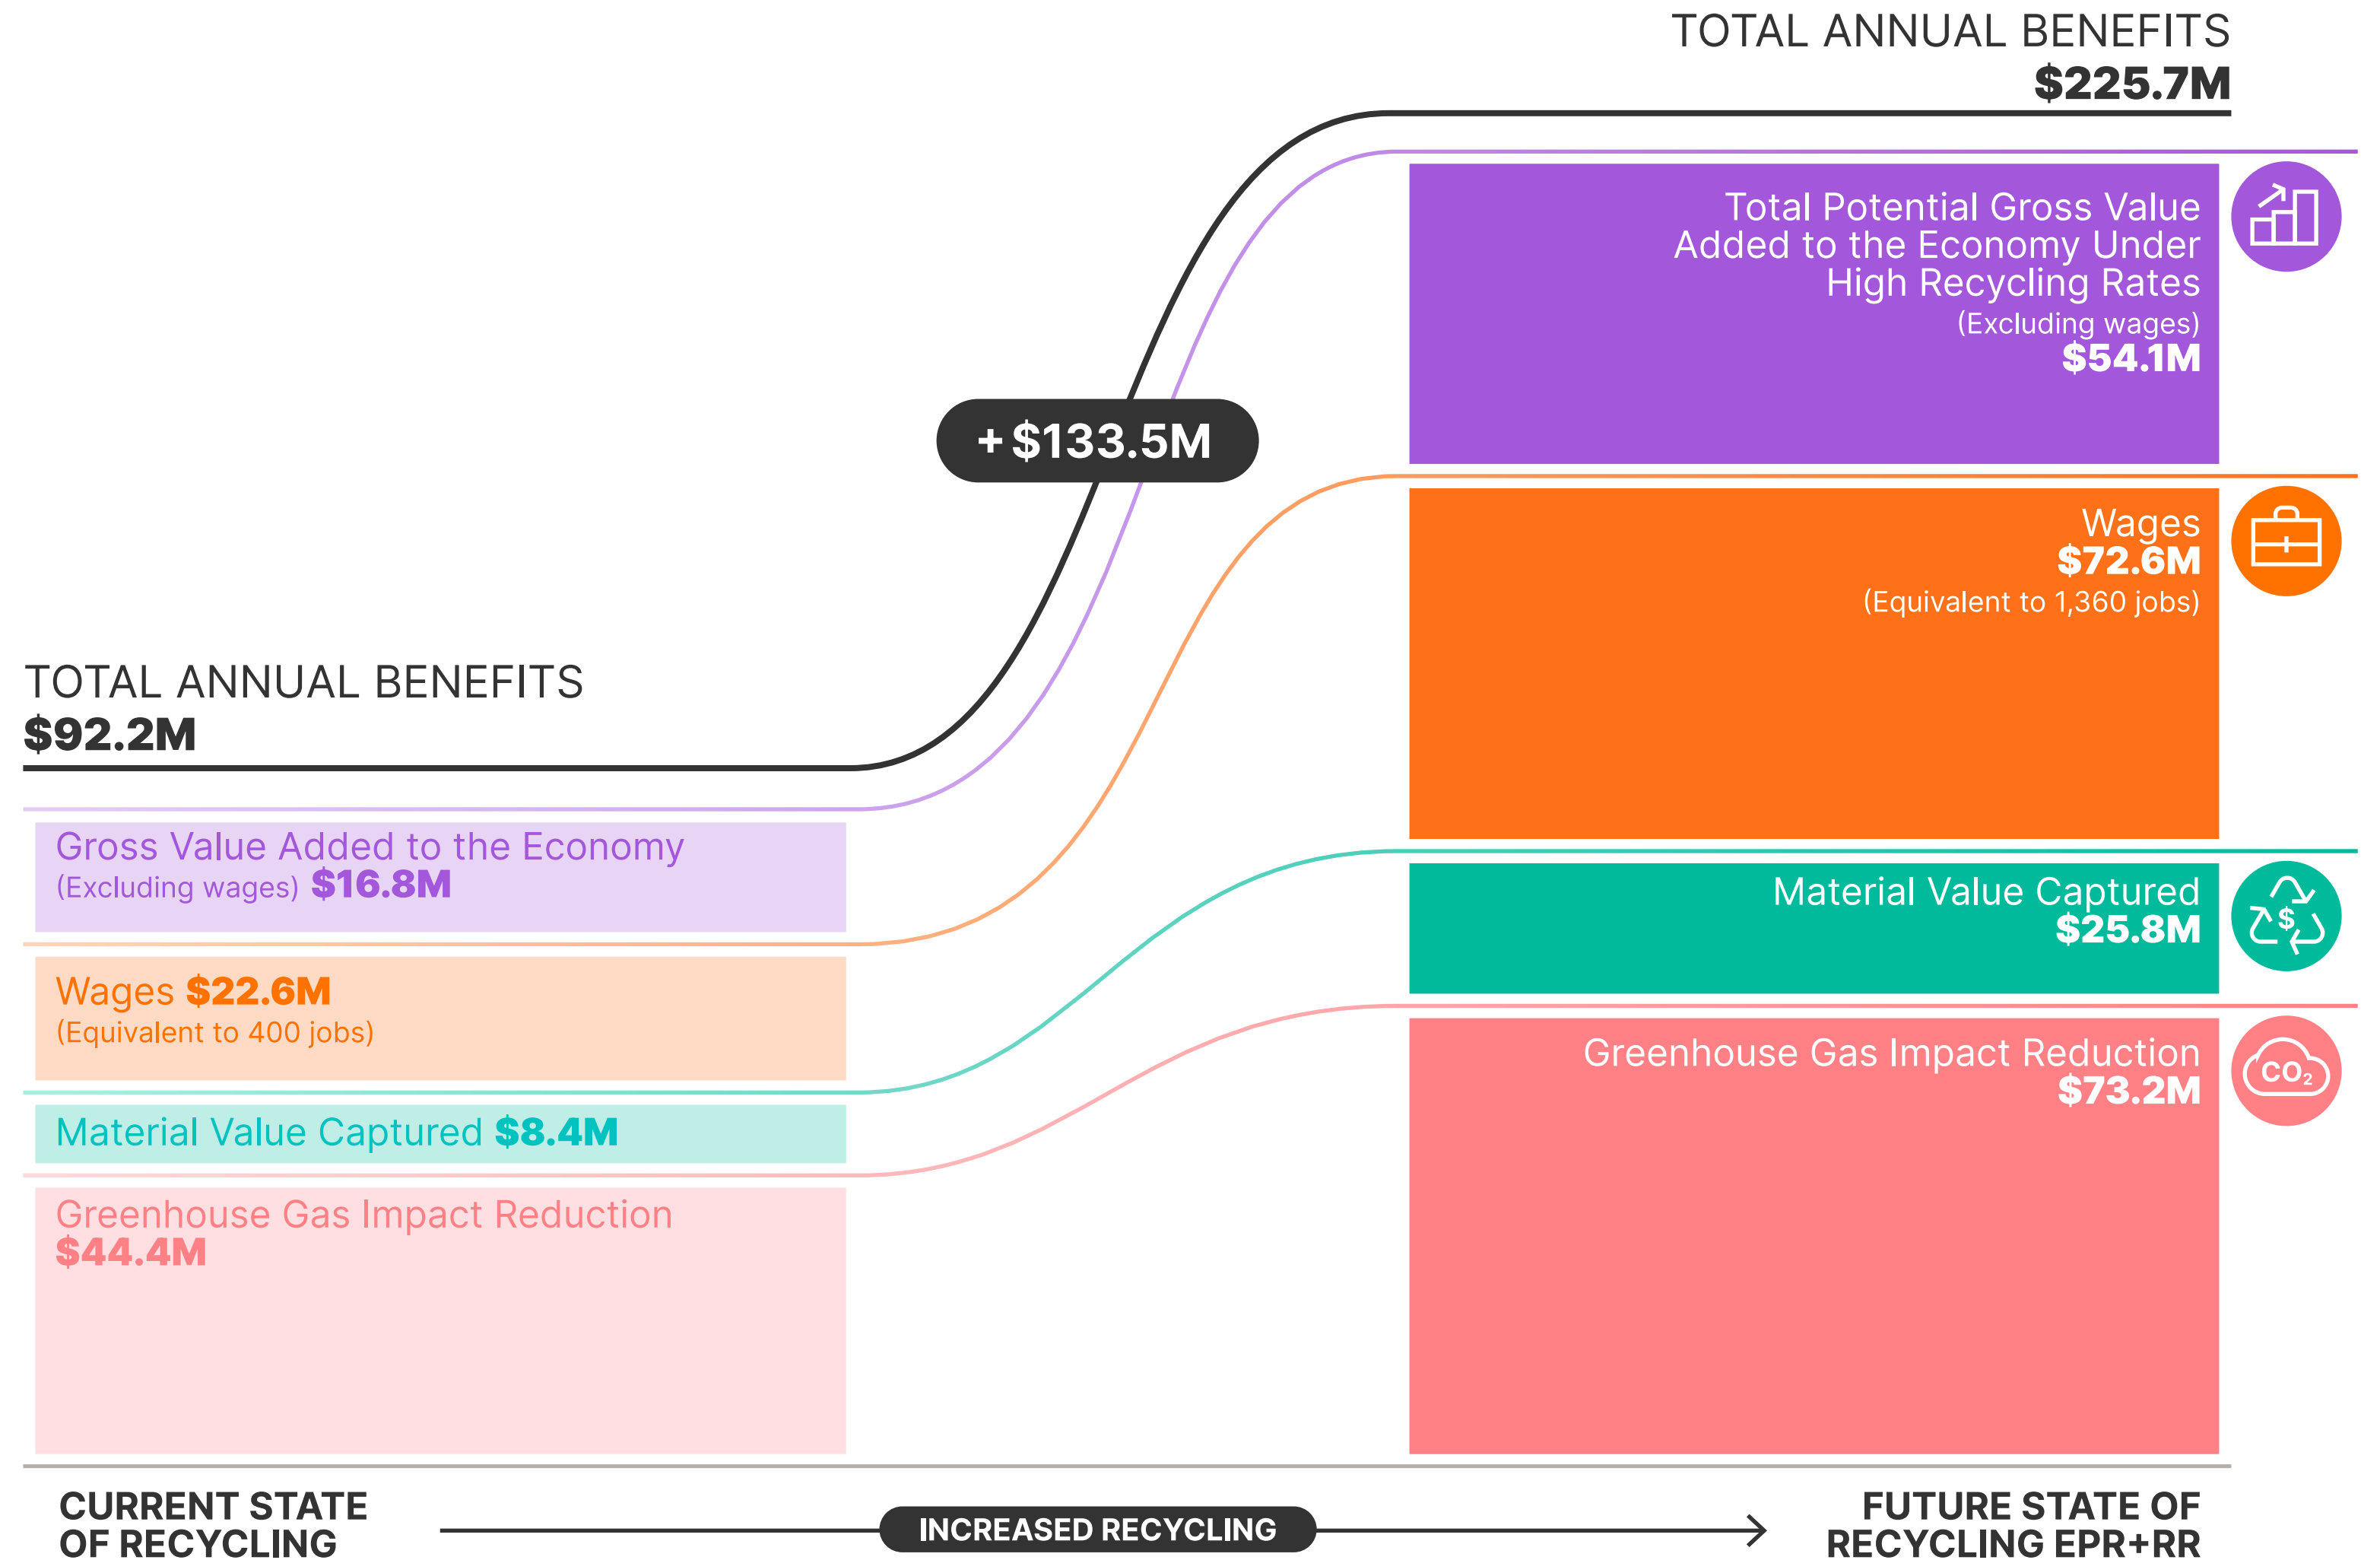 TOTAL ANNUAL BENEFITS
$225.7M
Total Potential Gross Value
Added to the Economy Under
High Recycling Rates
(Excluding wages)
$54.1M
+ $133.5M
Wages
$72.6M
(Equivalent to 1,360 jobs)
TOTAL ANNUAL BENEFITS
$92.2M
Gross Value Added to the Economy
(Excluding wages) $16.8M
Wages $22.6M
(Equivalent to 400 jobs)
Material Value Captured $8.4M
Greenhouse Gas Impact Reduction
$44.4M
Material Value Captured
$25.8M
$
Greenhouse Gas Impact Reduction
$73.2M
CO₂
CURRENT STATE
OF RECYCLING
INCREASED RECYCLING
FUTURE STATE OF
RECYCLING EPR+RR